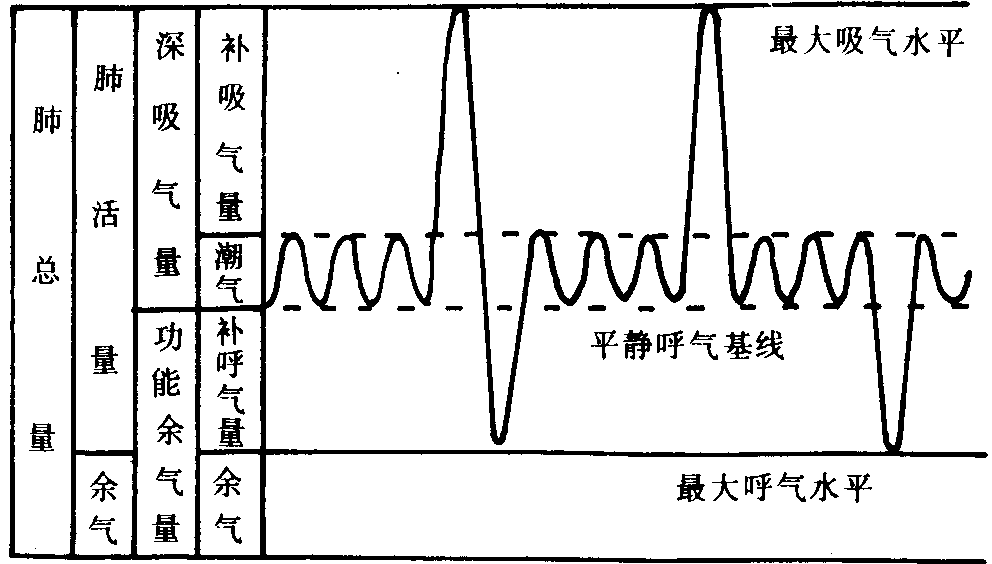 肺总量
肺活量
余气
深吸气量
功能余气量
补吸气量
潮气
补呼气量
余气
最大吸气水平
平静呼气基线
最大呼气水平